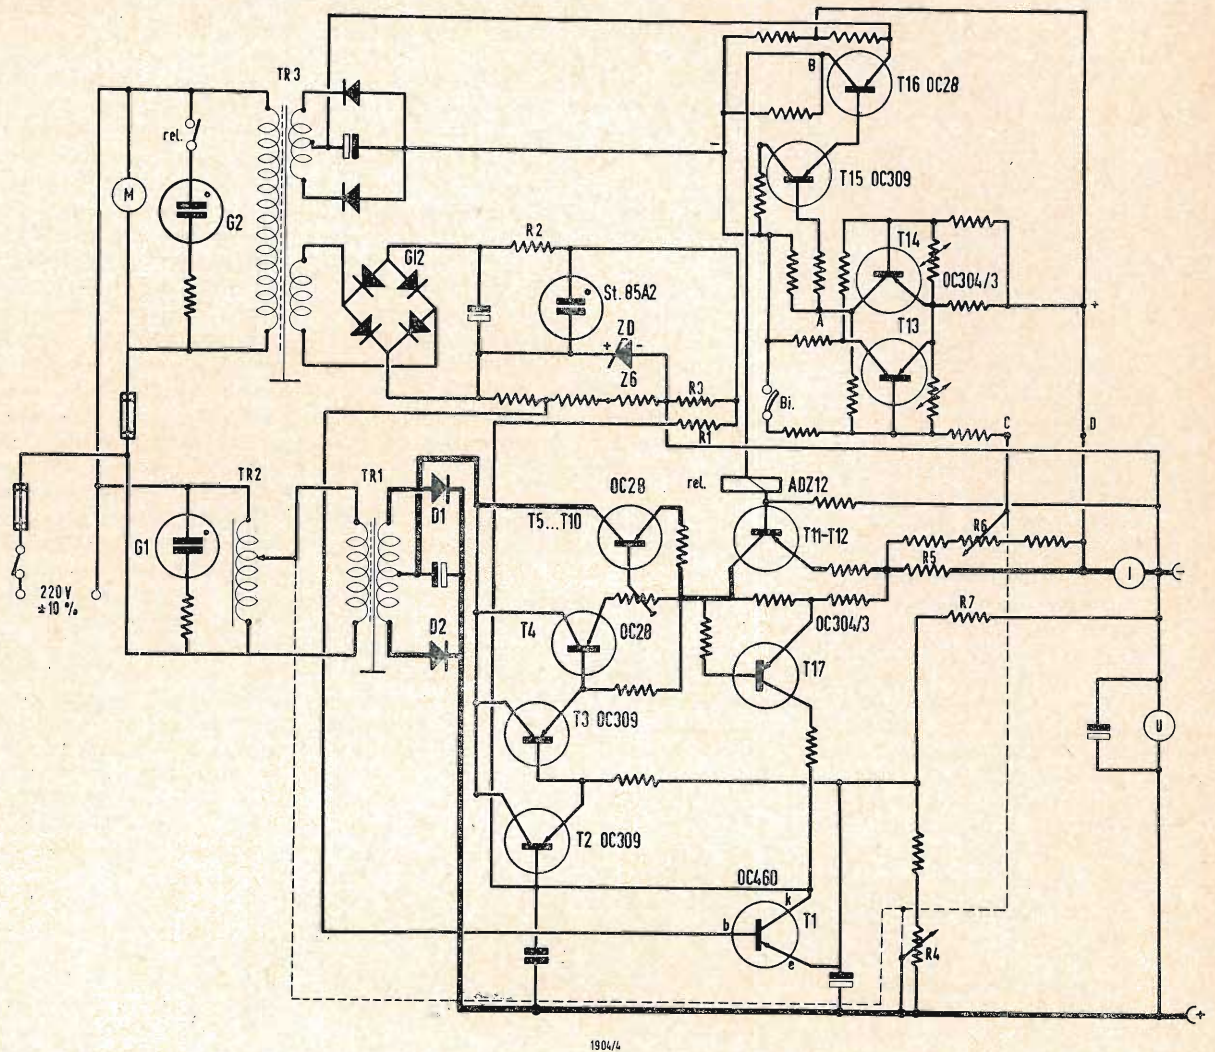 TR3
B
T16 OC28
rel.
M
G2
-
T15 OC309
R2
Gl2
T14
St. 85A2
OC304/3
+
A
T13
ZD
+ -
Z6
R3
Bi.
C
D
R1
TR2
TR1
OC28
rel.
ADZ12
D1
T5...T10
T11-T12
R6
G1
R5
I
-
220 V
±10 %
R7
OC28
OC304/3
D2
T4
T17
T3 OC309
U
T2 OC309
OC460
k
b
T1
e
R4
+
1904/4